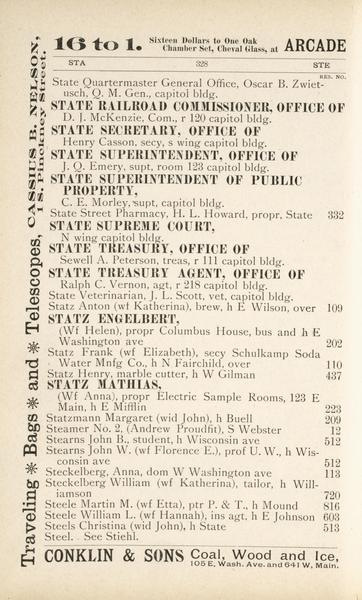 16 to 1. Sixteen Dollars to One Oak Chamber Set, Cheval Glass, at ARCADE
STA 328 STE
RES. NO.
State Quartermaster General Office, Oscar B. Zwiet-
usch, Q. M. Gen., capitol bldg.
STATE RAILROAD COMMISSIONER, OFFICE OF
D. J. McKenzie, Com., r 120 capitol bldg.
STATE SECRETARY, OFFICE OF
Henry Casson, secy, s wing capitol bldg.
STATE SUPERINTENDENT, OFFICE OF
J. Q. Emery, supt, room 123 capitol bldg.
STATE SUPERINTENDENT OF PUBLIC
PROPERTY,
C. E. Morley, supt, capitol bldg.
State Street Pharmacy, H. L. Howard, propr, State 332
STATE SUPREME COURT,
N wing capitol bldg.
STATE TREASURY, OFFICE OF
Sewell A. Peterson, treas, r 111 capitol bldg.
STATE TREASURY AGENT, OFFICE OF
Ralph C. Vernon, agt, r 218 capitol bldg.
State Veterinarian, J. L. Scott, vet, capitol bldg.
Statz Anton (wf Katherina), brew, h E Wilson, over 109
STATZ ENGELBERT,
(Wf Helen), propr Columbus House, bus and h E
Washington ave 202
Statz Frank (wf Elizabeth), secy Schulkamp Soda
Water Mnfg Co., h N Fairchild, over 110
Statz Henry, marble cutter, h W Gilman 437
STATZ MATHIAS,
(Wf Anna), propr Electric Sample Rooms, 123 E
Main, h E Mifflin 223
Statzmann Margaret (wid John), h Buell 209
Steamer No. 2, (Andrew Proudfit), S Webster 12
Stearns John B., student, h Wisconsin ave 512
Stearns John W. (wf Florence E.), prof U. W., h Wis-
consin ave 512
Steckelberg, Anna, dom W Washington ave 113
Steckelberg William (wf Katherina), tailor, h Will-
iamson 720
Steele Martin M. (wf Etta), ptr P. & T., h Mound 816
Steele William L. (wf Hannah), ins agt. h E Johnson 603
Steels Christina (wid John), h State 513
Steel. See Stiehl.
CONKLIN & SONS Coal, Wood and Ice,
105 E. Wash. Ave. and 641 W. Main.
Traveling * Bags * and * Telescopes, CASSIUS B. NELSON,
S. Pinckney Street.